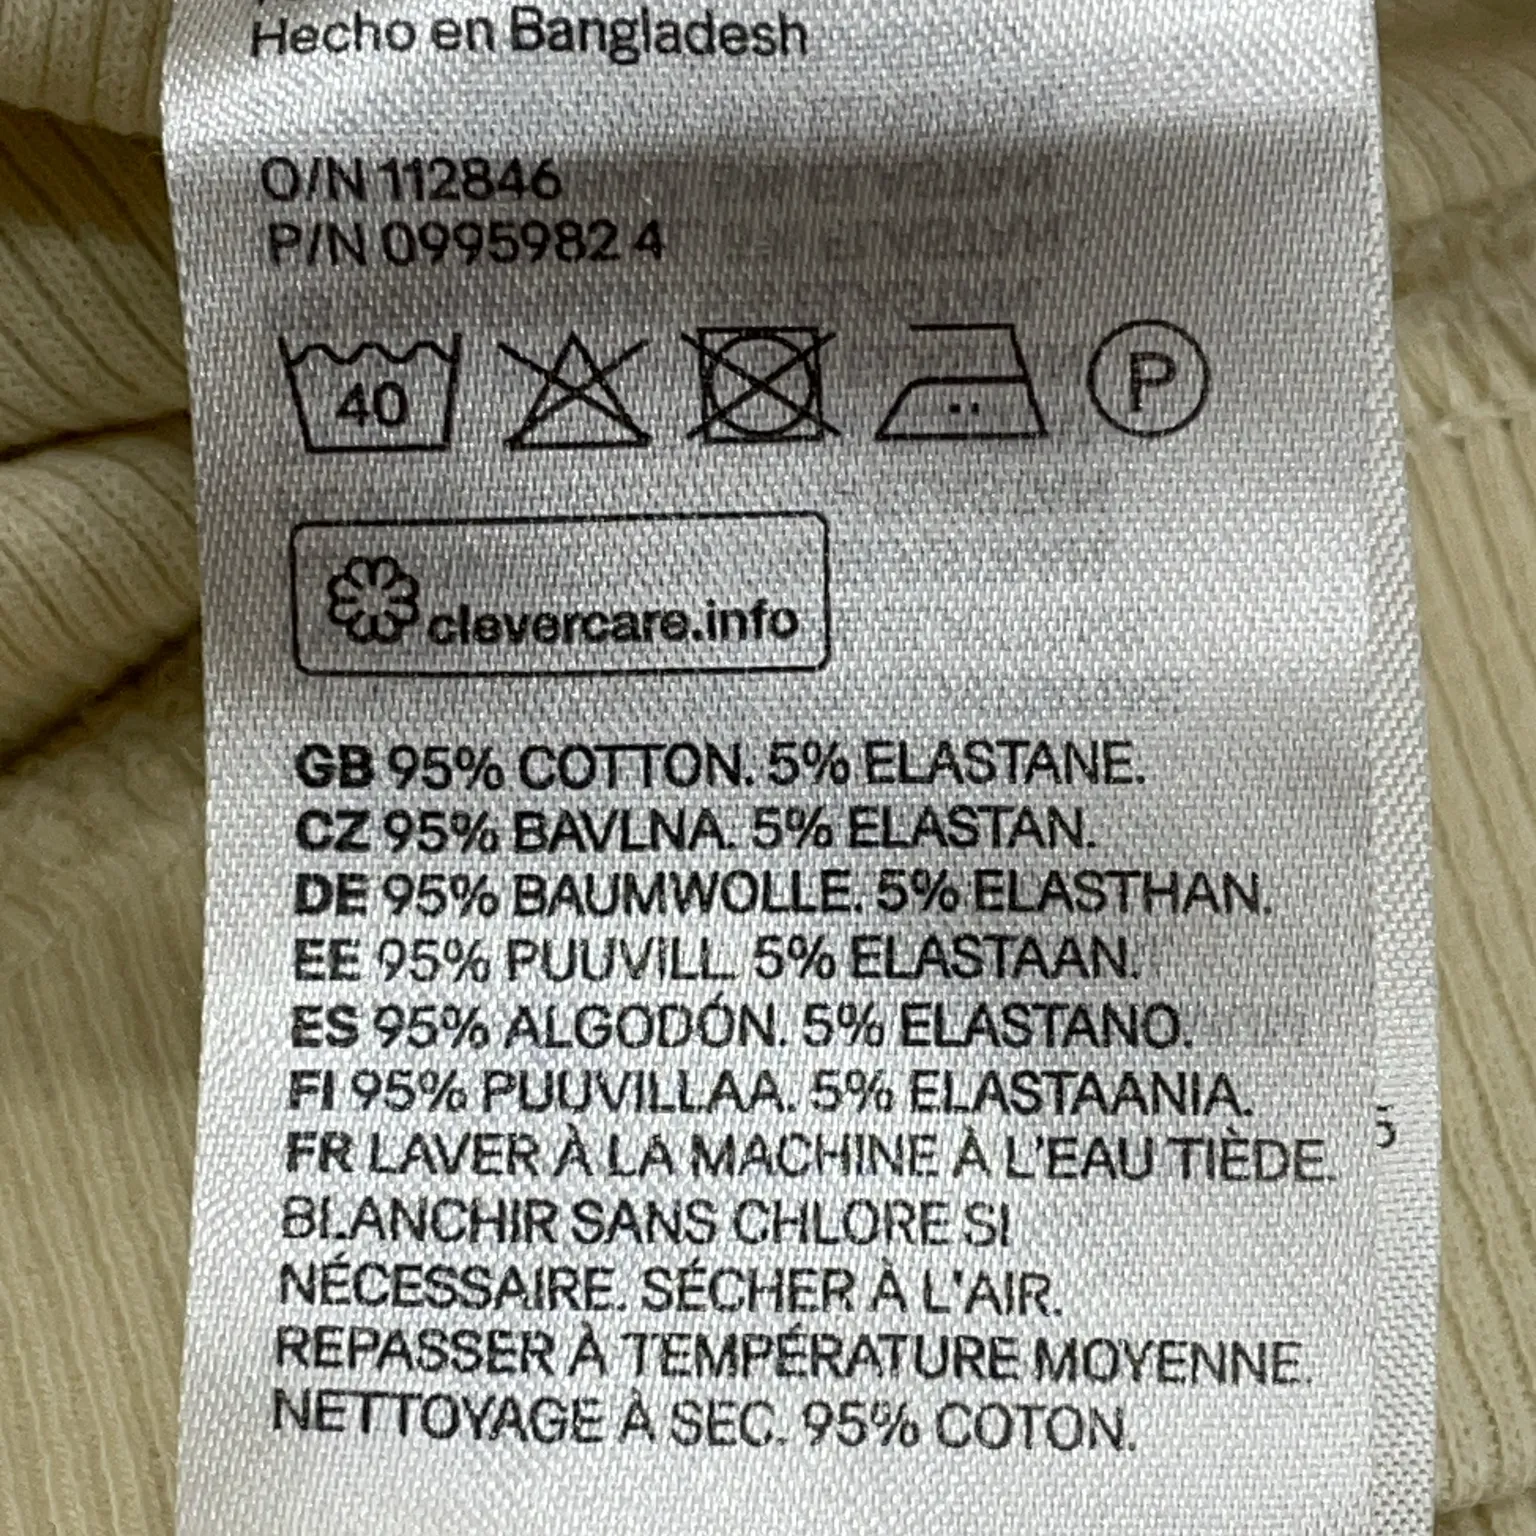 Hecho en Bangladesh
O/N 112846
P/N 0995982 4
40
P
clevercare.info
GB 95% COTTON. 5% ELASTANE.
CZ 95% BAVLNA. 5% ELASTAN.
DE 95% BAUMWOLLE. 5% ELASTHAN.
EE 95% PUUVILL. 5% ELASTAAN.
ES 95% ALGODÓN. 5% ELASTANO.
FI 95% PUUVILLAA. 5% ELASTAANIA.
FR LAVER À LA MACHINE À L'EAU TIÈDE.
BLANCHIR SANS CHLORE SI
NÉCESSAIRE. SÉCHER À L'AIR.
REPASSER À TEMPÉRATURE MOYENNE.
NETTOYAGE À SEC. 95% COTON.